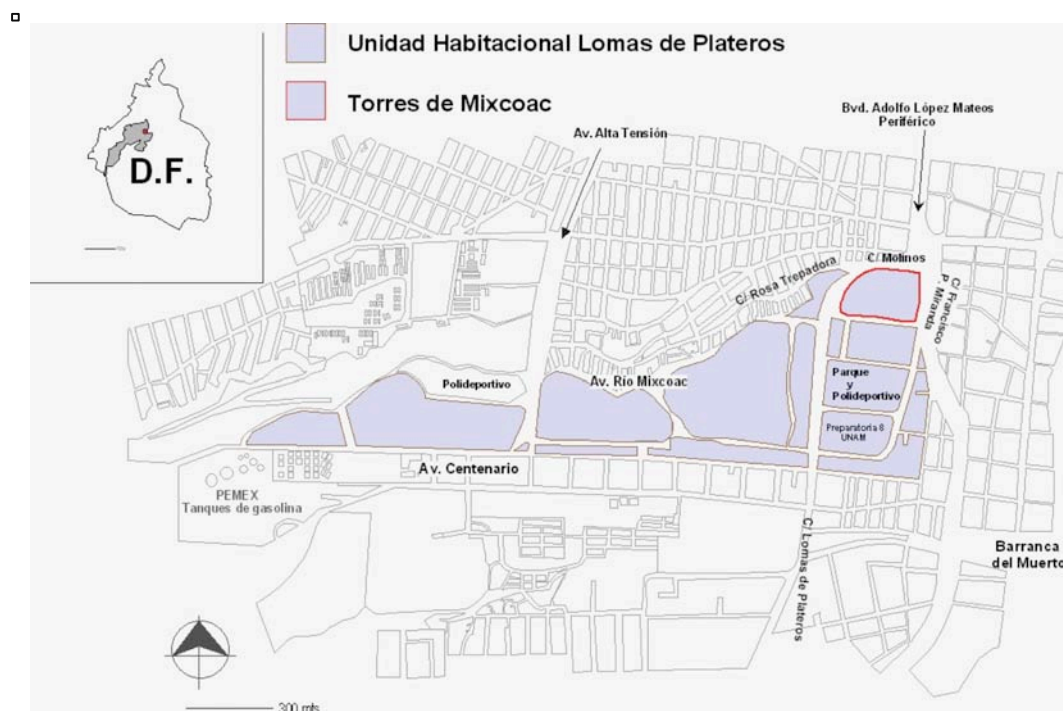 Unidad Habitacional Lomas de Plateros
Torres de Mixcoac
D.F.
Bvd. Adolfo López Mateos
Periférico
Av. Alta Tensión
C/ Molinos
C/ Rosa Trepadora
C/ Francisco
P. Miranda
Av. Río Mixcoac
Polideportivo
Parque
y
Polideportivo
Preparatoria 8
UNAM
Av. Centenario
PEMEX
Tanques de gasolina
C/ Lomas de Plateros
Barranca
del Muerto
300 mts